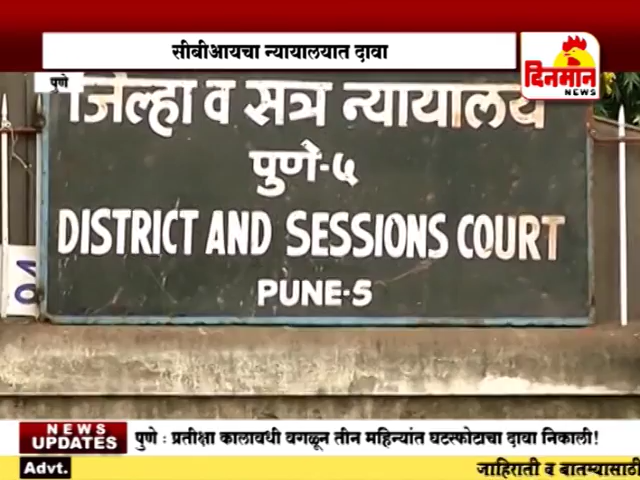 सीबीआयचा न्यायालयात दावा
दिनमान
NEWS
पुणे
जिल्हा व सत्र न्यायालय
पुणे-५
DISTRICT AND SESSIONS COURT
PUNE-5
NEWS
UPDATES
पुणे : प्रतीक्षा कालावधी वगळून तीन महिन्यांत घटस्फोटाचा दावा निकाली!
Advt.
जाहिराती व बातम्यासाठी